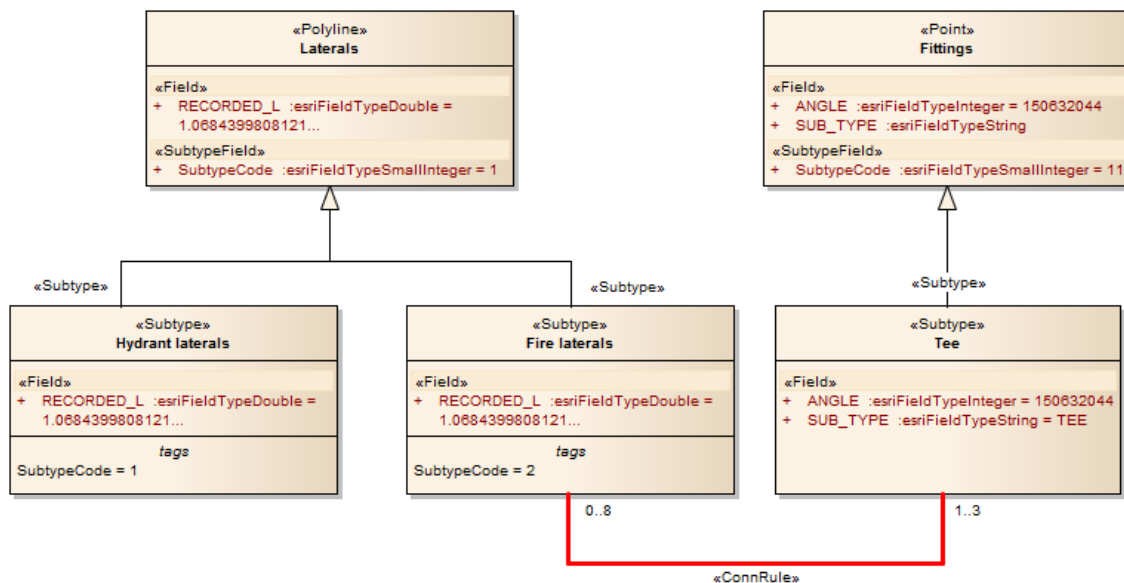 «Polyline»
Laterals
«Field»
+ RECORDED_L :esriFieldTypeDouble =
1.0684399808121...
«SubtypeField»
+ SubtypeCode :esriFieldTypeSmallInteger = 1
«Point»
Fittings
«Field»
+ ANGLE :esriFieldTypeInteger = 150632044
+ SUB_TYPE :esriFieldTypeString
«SubtypeField»
+ SubtypeCode :esriFieldTypeSmallInteger = 11
«Subtype»
«Subtype»
«Subtype»
«Subtype»
Hydrant laterals
«Field»
+ RECORDED_L :esriFieldTypeDouble =
1.0684399808121...
tags
SubtypeCode = 1
«Subtype»
Fire laterals
«Field»
+ RECORDED_L :esriFieldTypeDouble =
1.0684399808121...
tags
SubtypeCode = 2
«Subtype»
Tee
«Field»
+ ANGLE :esriFieldTypeInteger = 150632044
+ SUB_TYPE :esriFieldTypeString = TEE
0..8
1..3
«ConnRule»